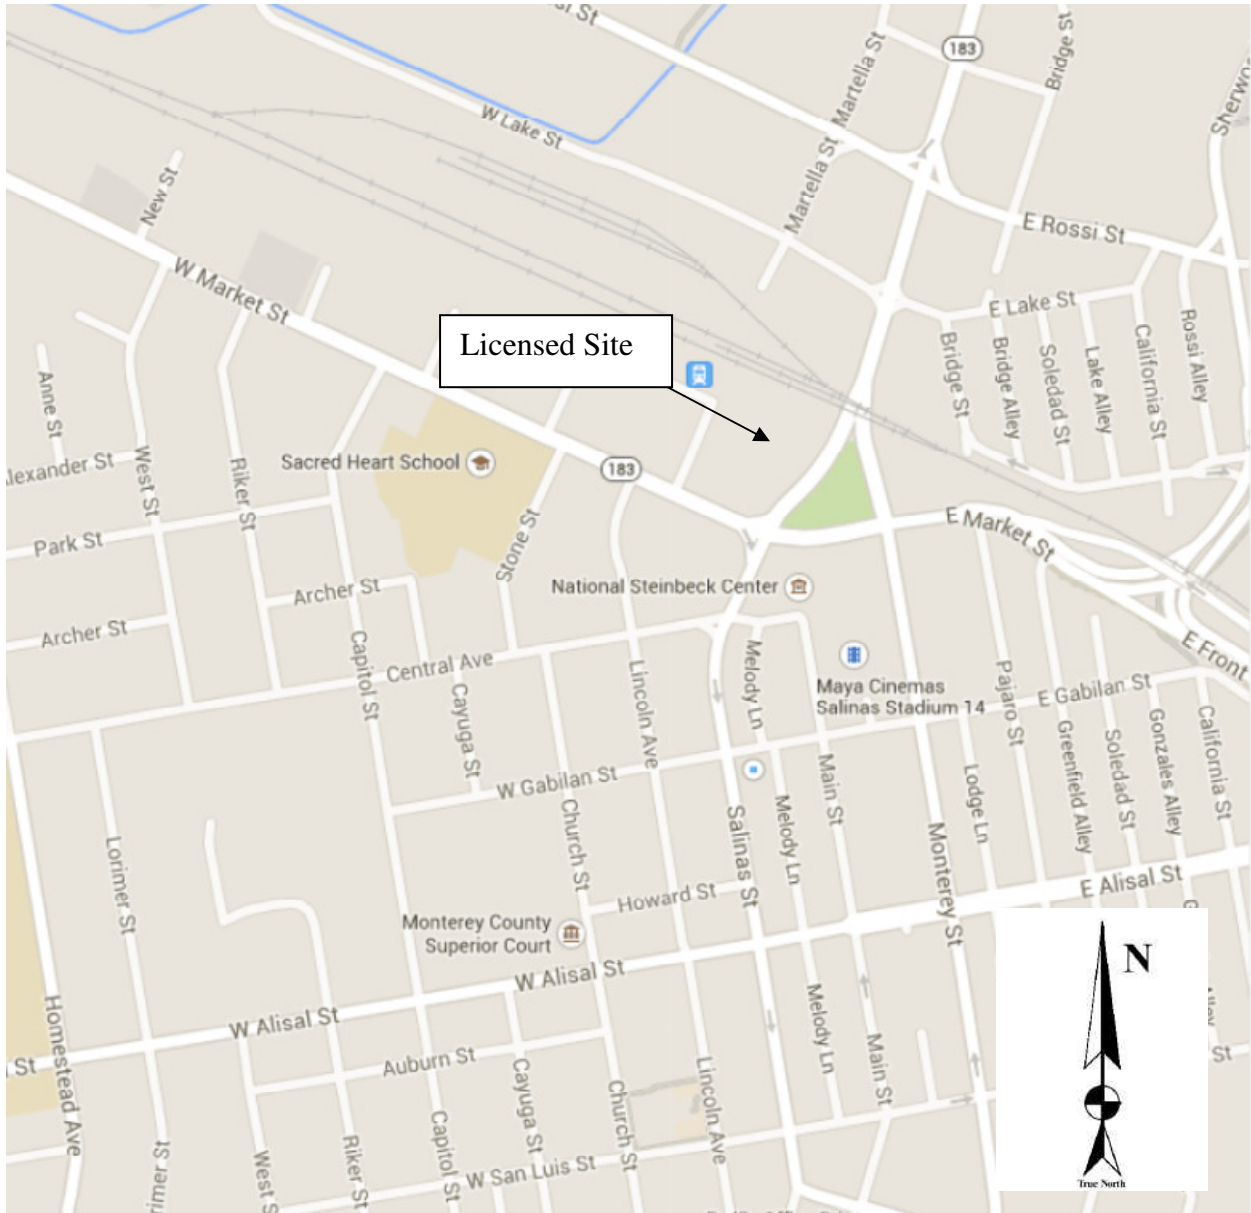 si St
183
Bridge St
Martella St
W Lake St
Martella St
New St
E Rossi St
W Market St
E Lake St
Licensed Site
Bridge St
Bridge Alley
Soledad St
Lake Alley
California St
Rossi Alley
Anne St
West St
Riker St
Sacred Heart School
183
Stone St
Park St
E Market St
Archer St
National Steinbeck Center
Archer St
Capitol St
Central Ave
Cayuga St
Lincoln Ave
Melody Ln
Maya Cinemas
Salinas Stadium 14
Pajaro St
E Gabilan St
E Front
Greenfield Alley
Soledad St
Gonzales Alley
California St
W Gabilan St
Church St
Salinas St
Melody Ln
Main St
Lodge Ln
Monterey St
Lorimer St
Howard St
E Alisal St
Monterey County
Superior Court
W Alisal St
N
Homestead Ave
W Alisal St
St
Auburn St
Cayuga St
Church St
Lincoln Ave
Melody Ln
Main St
Alley
St
Riker St
Capitol St
West S
W San Luis St
True North